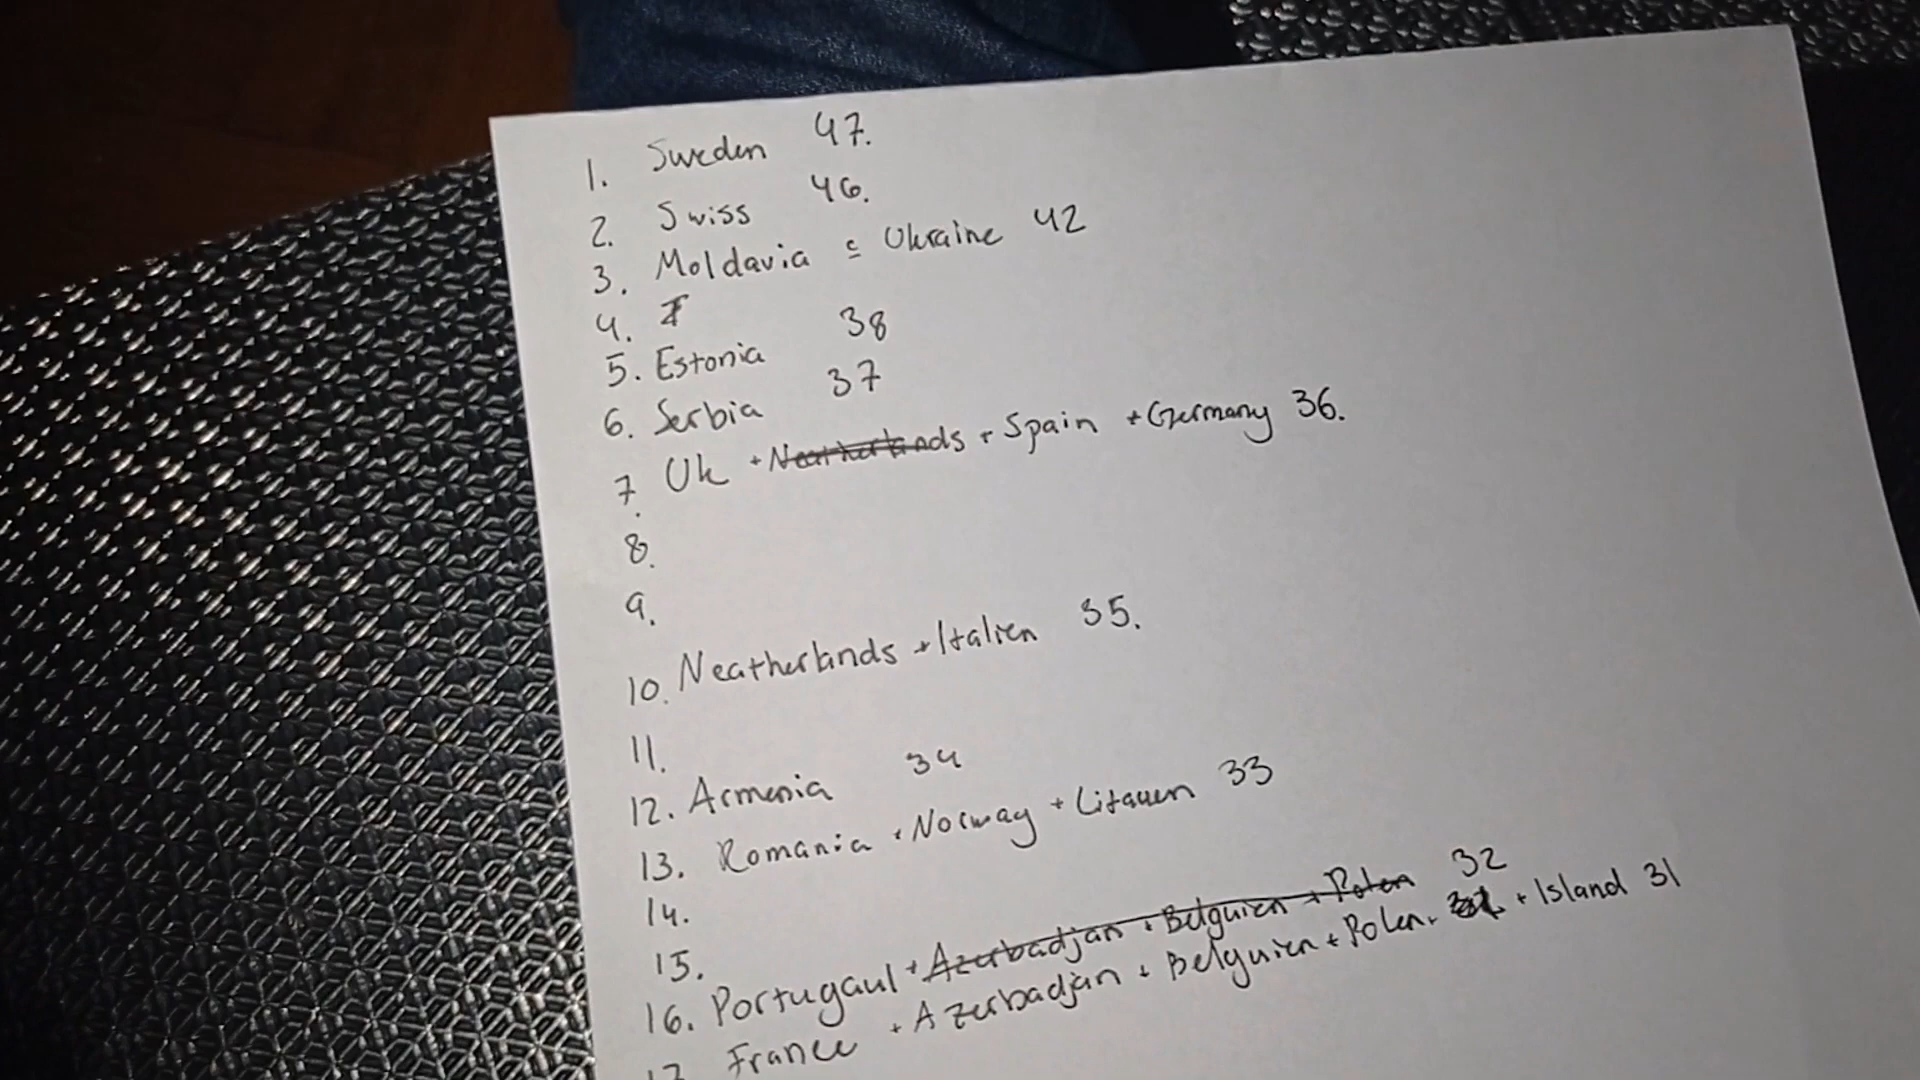 1. Sweden 47.
2. Swiss 46.
3. Moldavia = Ukraine 42
4.
5. Estonia 38
6. Serbia 37
7. Uk + Neatherlands + Spain + Germany 36.
8.
9.
10. Neatherlands + Italien 35.
11.
12. Armenia 34
13. Romania + Norway + Litauen 33
14.
15.
16. Portugaul + Azerbadjan + Belguien + Polen 32
17 France + Azerbadjan + Belguien + Polen + Island 31